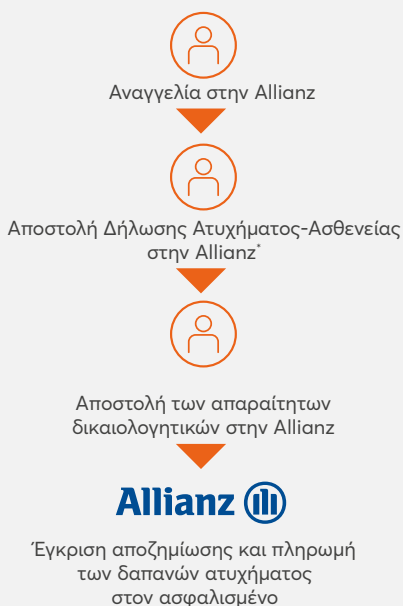 Αναγγελία στην Allianz
Αποστολή Δήλωσης Ατυχήματος-Ασθενείας
στην Allianz*
Αποστολή των απαραίτητων
δικαιολογητικών στην Allianz
Allianz
Έγκριση αποζημίωσης και πληρωμή
των δαπανών ατυχήματος
στον ασφαλισμένο